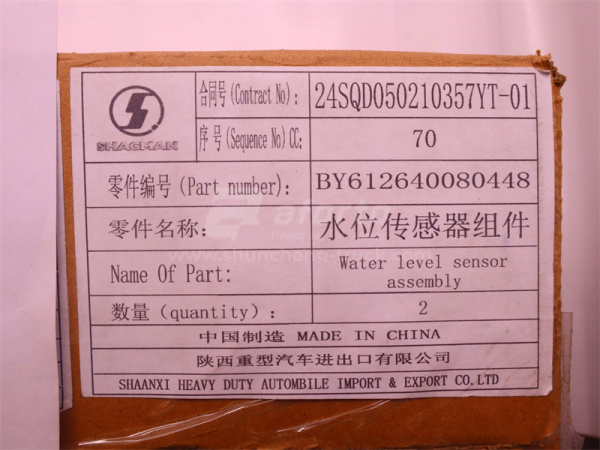 合同号(Contract No): 24SQD050210357YT-01
SHACMAN
序号(Sequence No)CC: 70
零件编号(Part number): BY612640080448
零件名称: 水位传感器组件
Name Of Part: Water level sensor
assembly
数量(quantity): 2
中国制造 MADE IN CHINA
陕西重型汽车进出口有限公司
SHAANXI HEAVY DUTY AUTOMBILE IMPORT & EXPORT CO,LTD